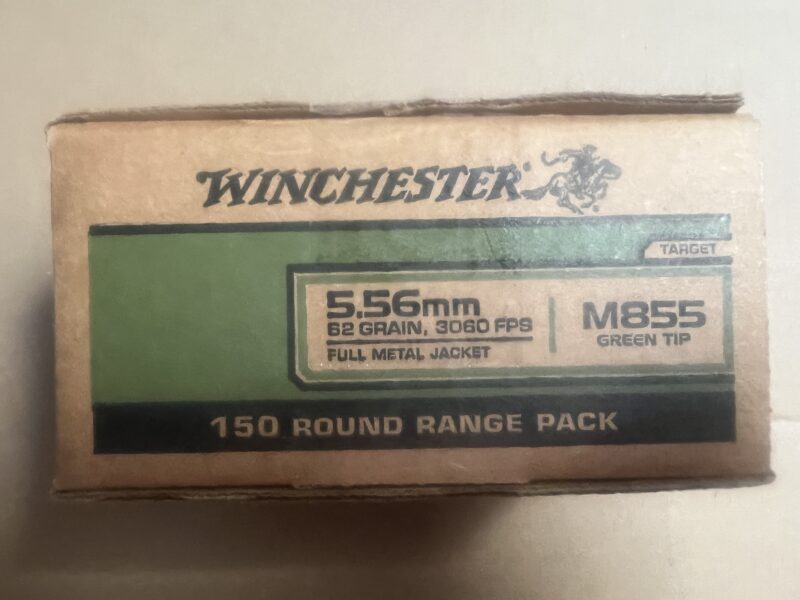 WINCHESTER
TARGET
5.56mm
62 GRAIN, 3060 FPS
FULL METAL JACKET
M855
GREEN TIP
150 ROUND RANGE PACK